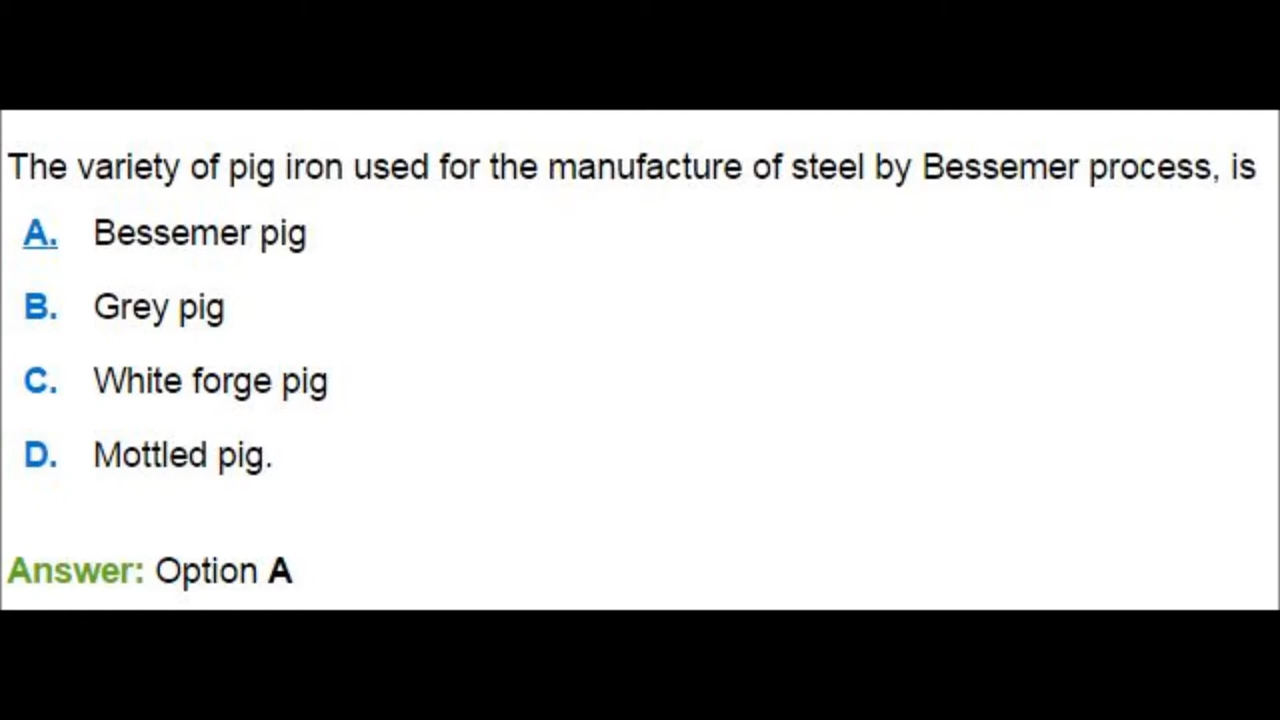 The variety of pig iron used for the manufacture of steel by Bessemer process, is
A. Bessemer pig
B. Grey pig
C. White forge pig
D. Mottled pig.
Answer: Option A